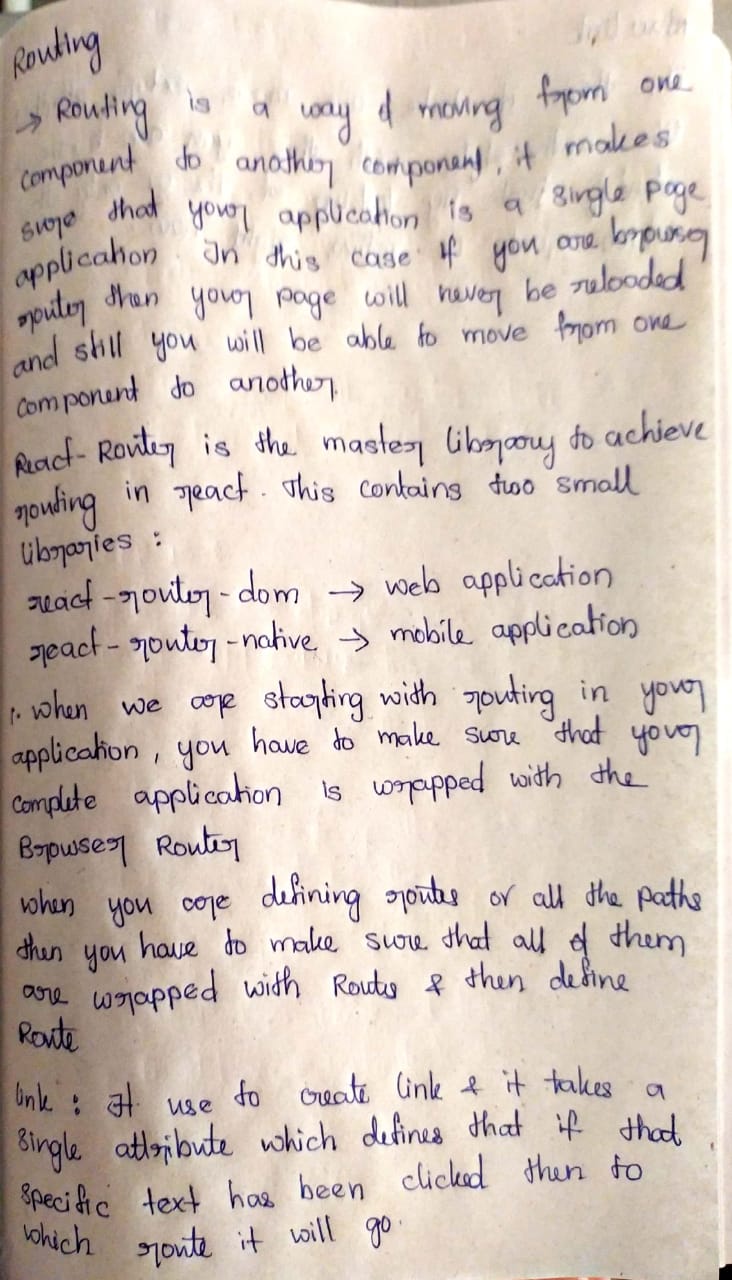 Routing
→ Routing is a way of moving from one
component to another component, it makes
sure that your application is a single page
application. In this case if you are browser
router then your page will never be reloaded
and still you will be able to move from one
component to another.
React-Router is the master library to achieve
routing in react. This contains two small
libraries :
react-router-dom → web application
react-router-native → mobile application
1. when we are starting with routing in your
application, you have to make sure that your
complete application is wrapped with the
Browser Router
when you are defining routes or all the paths
then you have to make sure that all of them
are wrapped with Routes & then define
Route
link : It use to create link & it takes a
single attribute which defines that if that
specific text has been clicked then to
which route it will go.